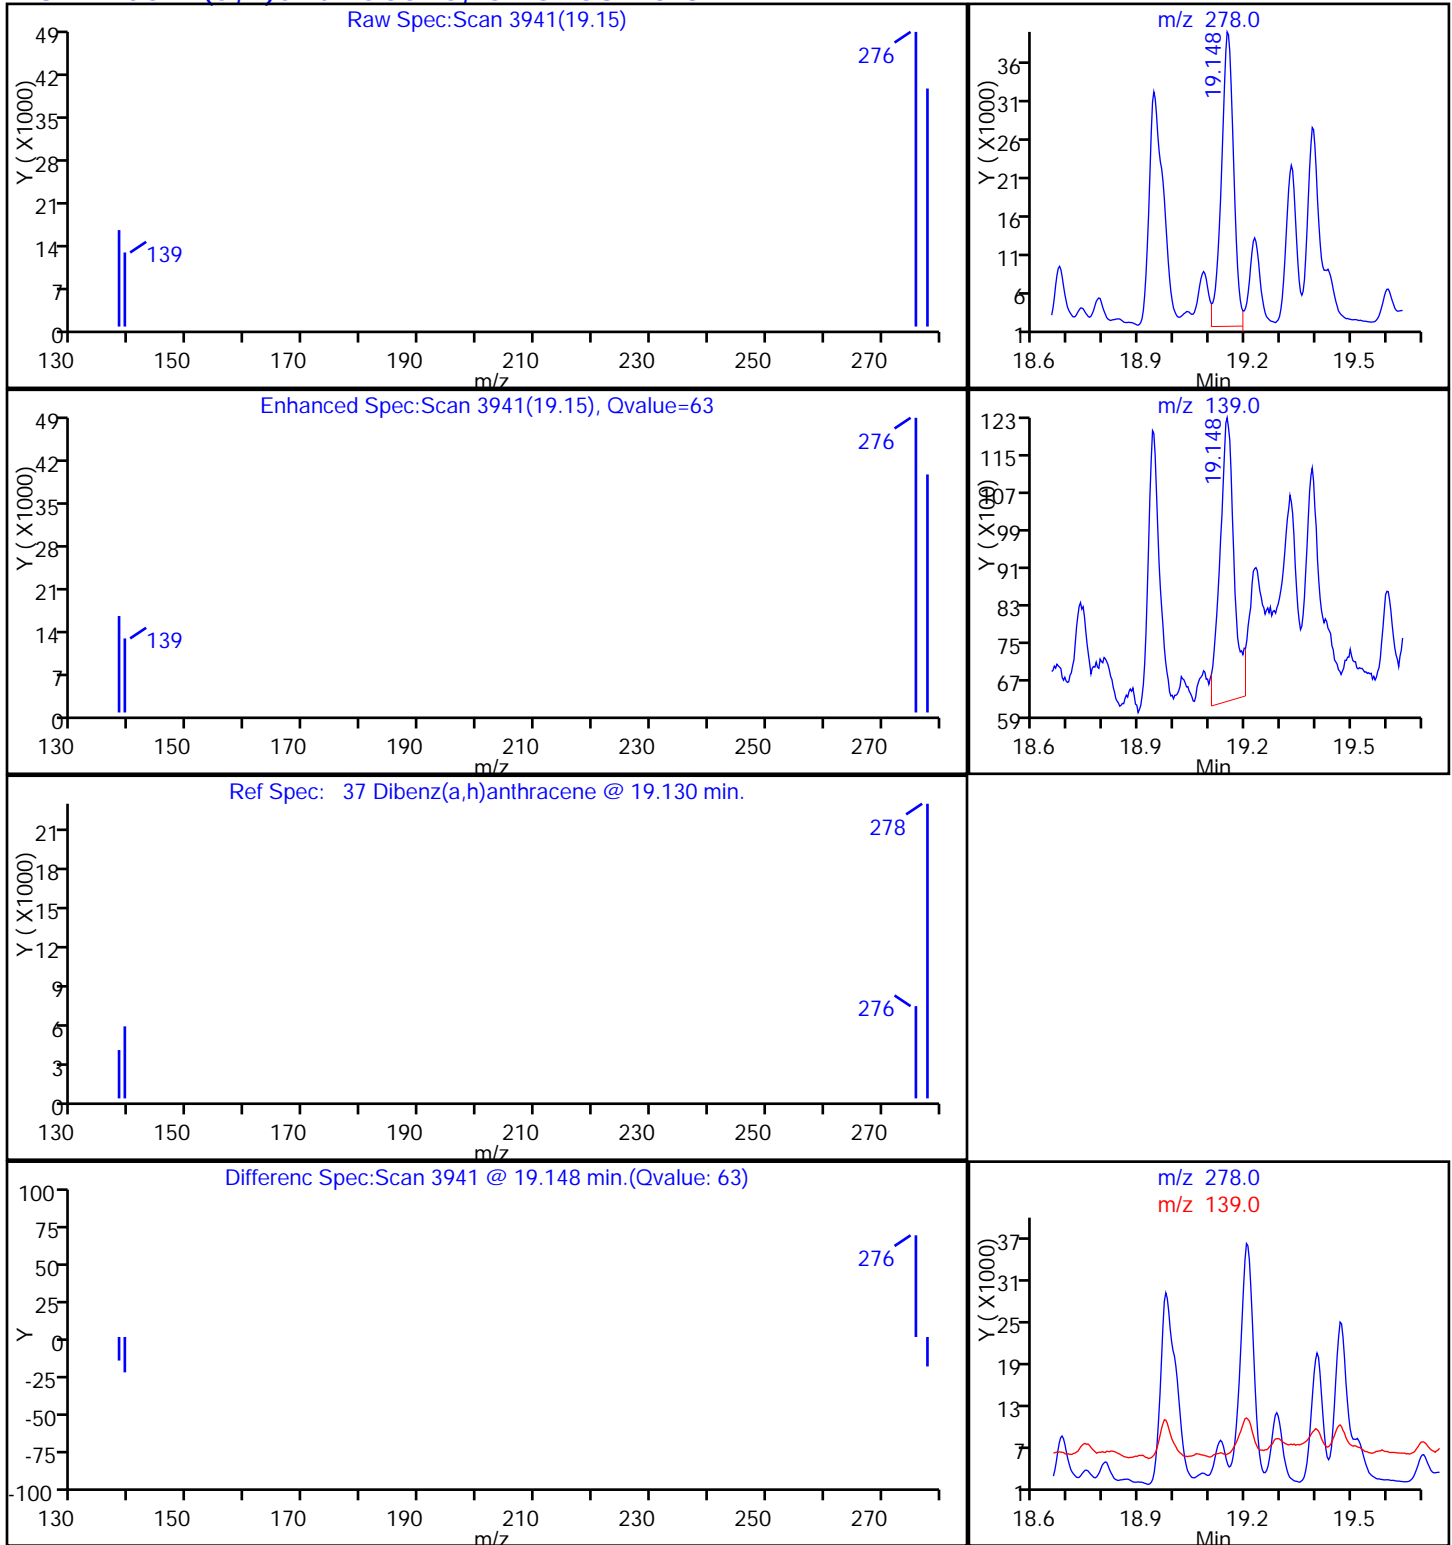 Raw Spec:Scan 3941(19.15)
49
42
35
28
21
14
7
0
Y ( X1000)
276
139
130 150 170 190 210 230 250 270
m/z
m/z 278.0
36
31
26
21
16
11
6
1
Y ( X1000)
19.148
18.6 18.9 19.2 19.5
Min
Enhanced Spec:Scan 3941(19.15), Qvalue=63
49
42
35
28
21
14
7
0
Y ( X1000)
276
139
130 150 170 190 210 230 250 270
m/z
m/z 139.0
123
115
107
99
91
83
75
67
59
Y ( X100)
19.148
18.6 18.9 19.2 19.5
Min
Ref Spec: 37 Dibenz(a,h)anthracene @ 19.130 min.
21
18
15
12
9
6
3
0
Y ( X1000)
278
276
130 150 170 190 210 230 250 270
m/z
Differenc Spec:Scan 3941 @ 19.148 min.(Qvalue: 63)
100
75
50
25
0
-25
-50
-75
-100
Y
276
130 150 170 190 210 230 250 270
m/z
m/z 278.0
m/z 139.0
37
31
25
19
13
7
1
Y ( X1000)
18.6 18.9 19.2 19.5
Min